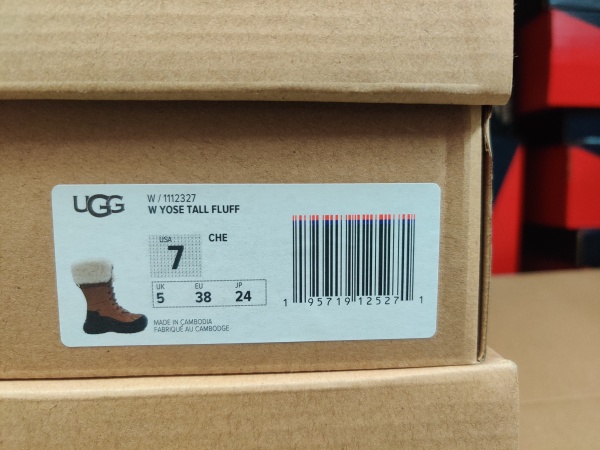 UGG
W / 1112327
W YOSE TALL FLUFF
USA
7
CHE
UK
5
EU
38
JP
24
MADE IN CAMBODIA
FABRIQUÉ AU CAMBODGE
1 95719 12527 1